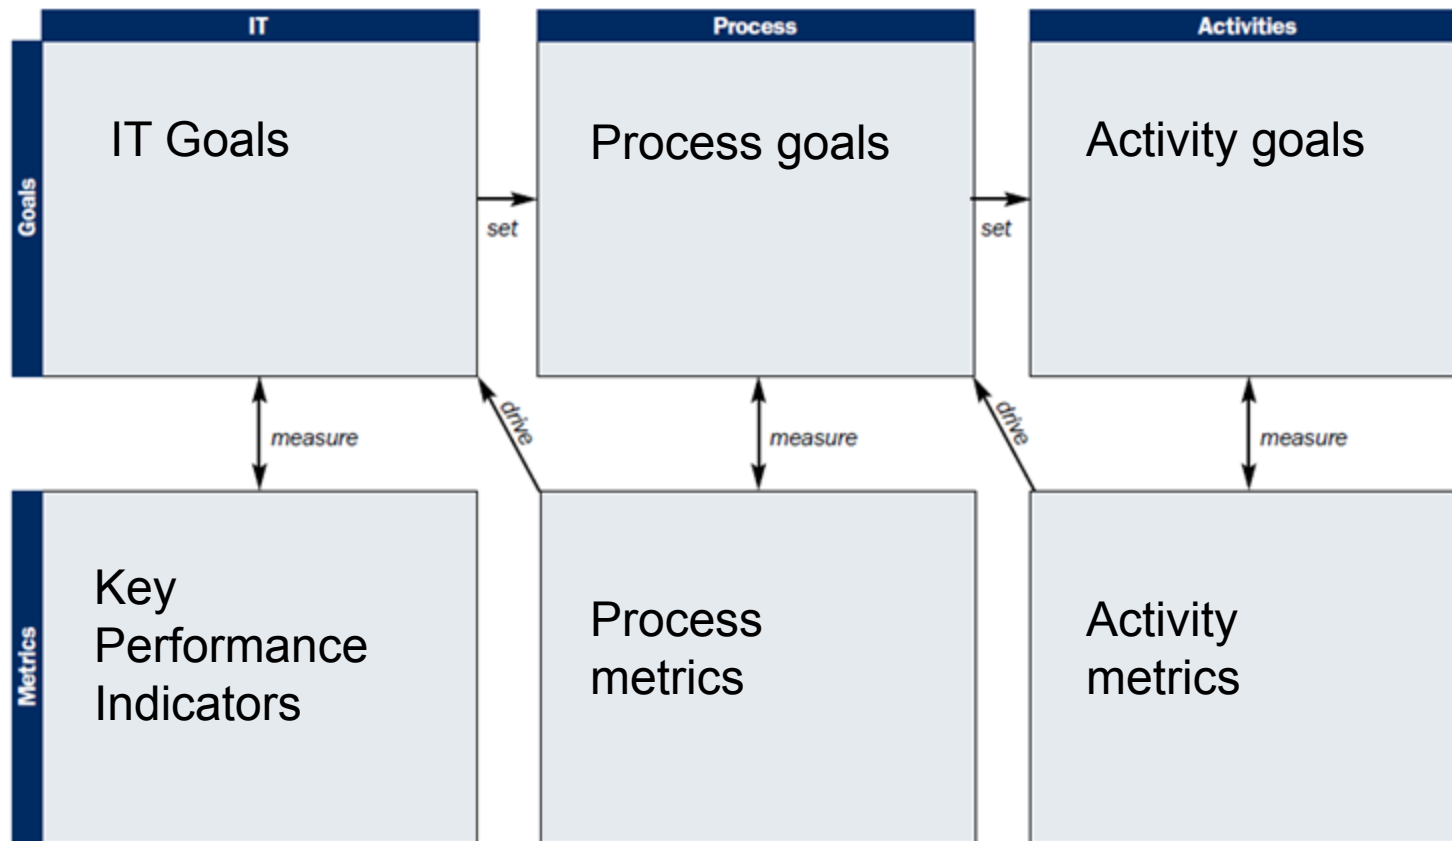 IT
Process
Activities
Goals
IT Goals
Process goals
Activity goals
set
set
measure
drive
measure
drive
measure
Metrics
Key
Performance
Indicators
Process
metrics
Activity
metrics